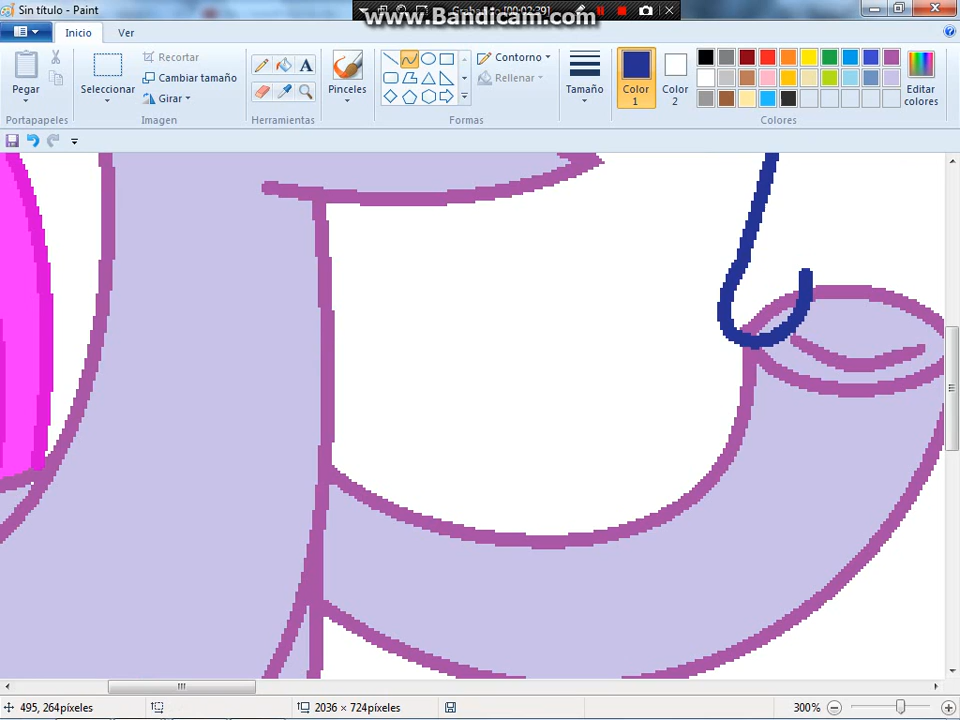 Sin título - Paint
www.Bandicam.com
Inicio
Ver
Pegar
Portapapeles
Seleccionar
Recortar
Cambiar tamaño
Girar
Imagen
A
Herramientas
Pinceles
Contorno
Rellenar
Formas
Tamaño
Color 1
Color 2
Editar colores
Colores
495, 264píxeles
2036 × 724píxeles
300%